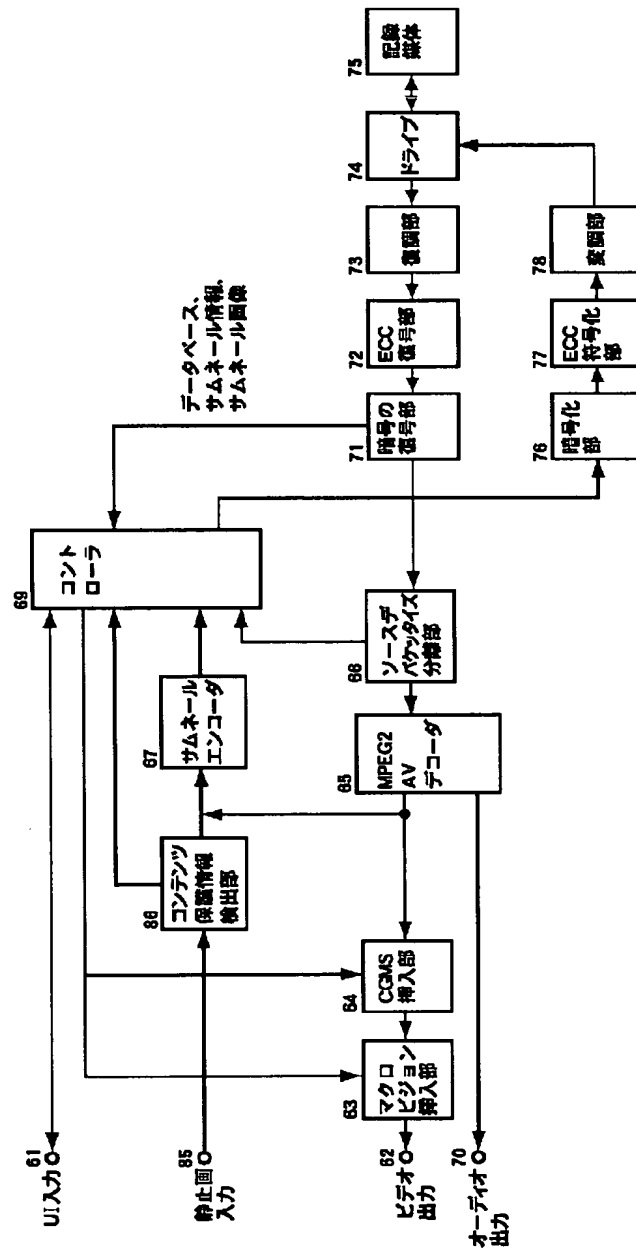 UI入力
61
静止画
入力
85
ビデオ
出力
62
オーディオ
出力
70
63
マクロ
ビジョン
挿入部
64
CGMS
挿入部
86
コンテンツ
保護情報
検出部
67
サムネール
エンコーダ
65
MPEG2
AV
デコーダ
66
ソースデ
パケッタイズ
分離部
69
コント
ローラ
データベース、
サムネール情報、
サムネール画像
71
暗号の
復号部
72
ECC
復号部
73
復調部
74
ドライブ
75
記録
媒体
76
暗号化
部
77
ECC
符号化
部
78
変調部